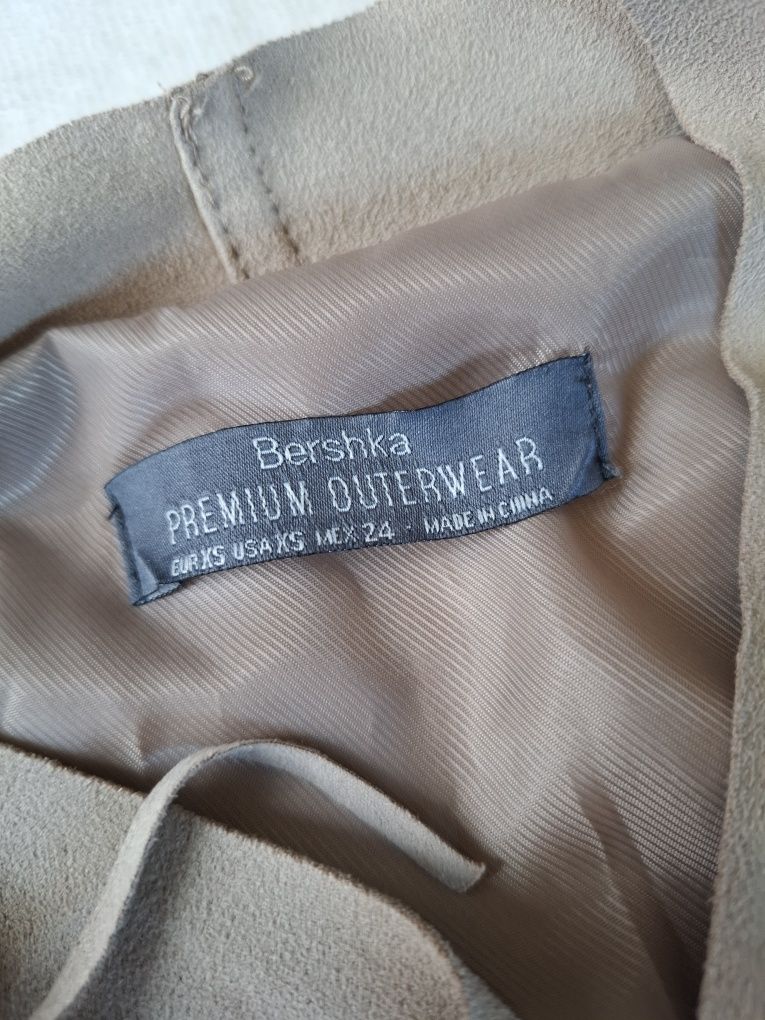 Bershka
PREMIUM OUTERWEAR
EUR XS USA XS MEX 24 · MADE IN CHINA